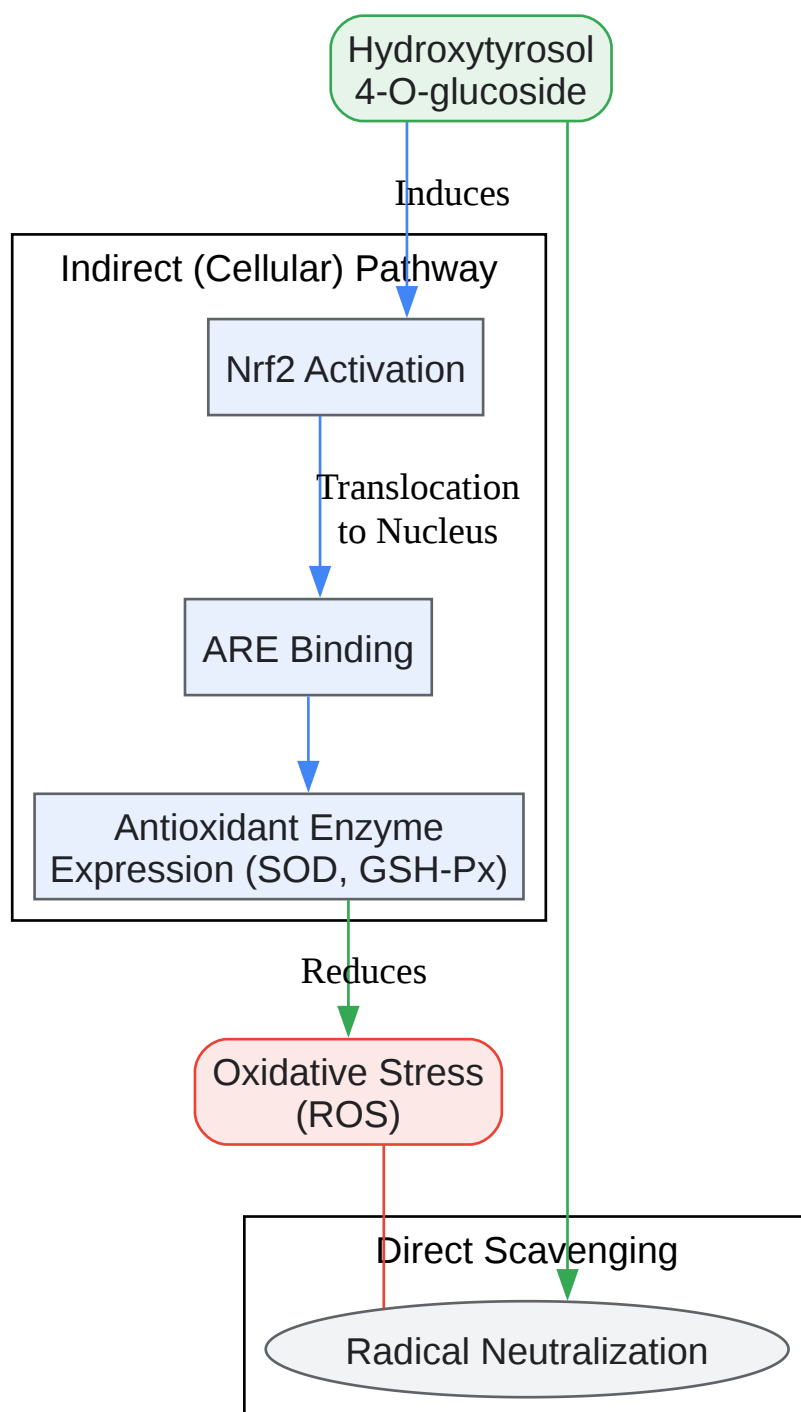 Hydroxytyrosol
4-O-glucoside
Induces
Indirect (Cellular) Pathway
Nrf2 Activation
Translocation
to Nucleus
ARE Binding
Antioxidant Enzyme
Expression (SOD, GSH-Px)
Reduces
Oxidative Stress
(ROS)
Direct Scavenging
Radical Neutralization